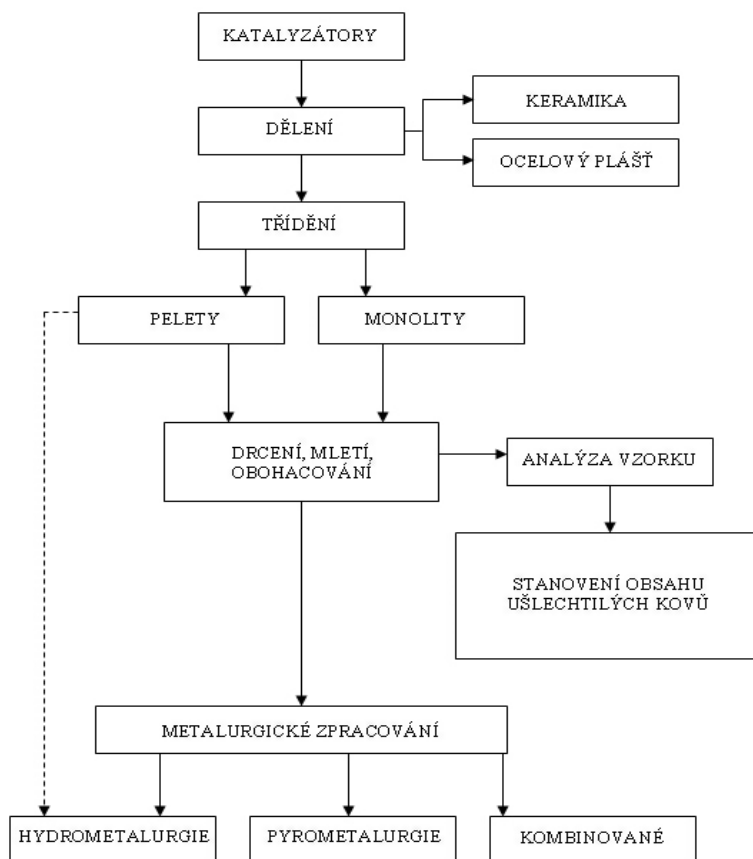 KATALYZÁTORY
DĚLENÍ
KERAMIKA
OCELOVÝ PLÁŠŤ
TŘÍDĚNÍ
PELETY
MONOLITY
DRCENÍ, MLETÍ,
OBOHACOVÁNÍ
ANALÝZA VZORKU
STANOVENÍ OBSAHU
UŠLECHTILÝCH KOVŮ
METALURGICKÉ ZPRACOVÁNÍ
HYDROMETALURGIE
PYROMETALURGIE
KOMBINOVANÉ